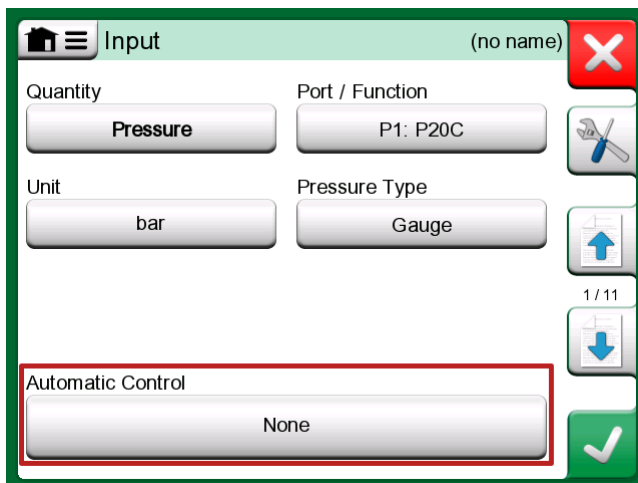 Input (no name)
Quantity Port / Function
Pressure P1: P20C
Unit Pressure Type
bar Gauge
1 / 11
Automatic Control
None